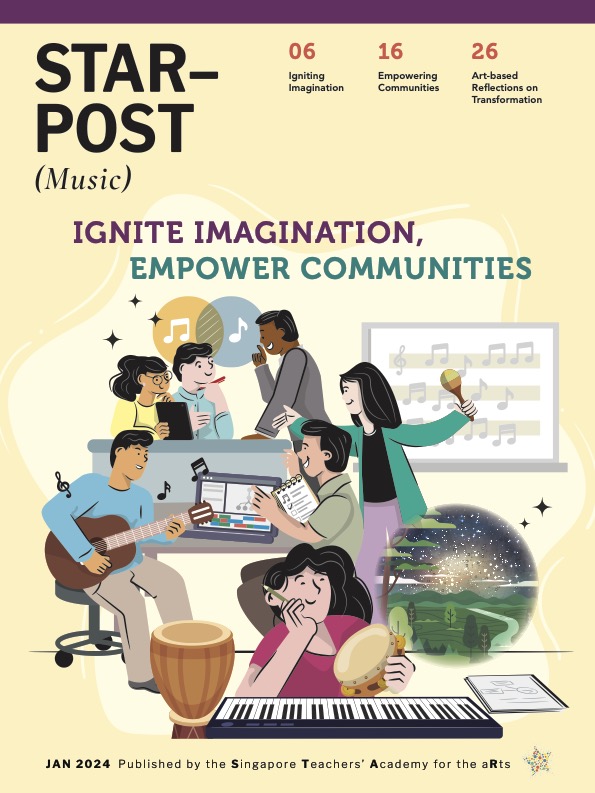 STAR–
POST
(Music)
06
Igniting
Imagination
16
Empowering
Communities
26
Art-based
Reflections on
Transformation
IGNITE IMAGINATION,
EMPOWER COMMUNITIES
JAN 2024 Published by the Singapore Teachers' Academy for the aRts